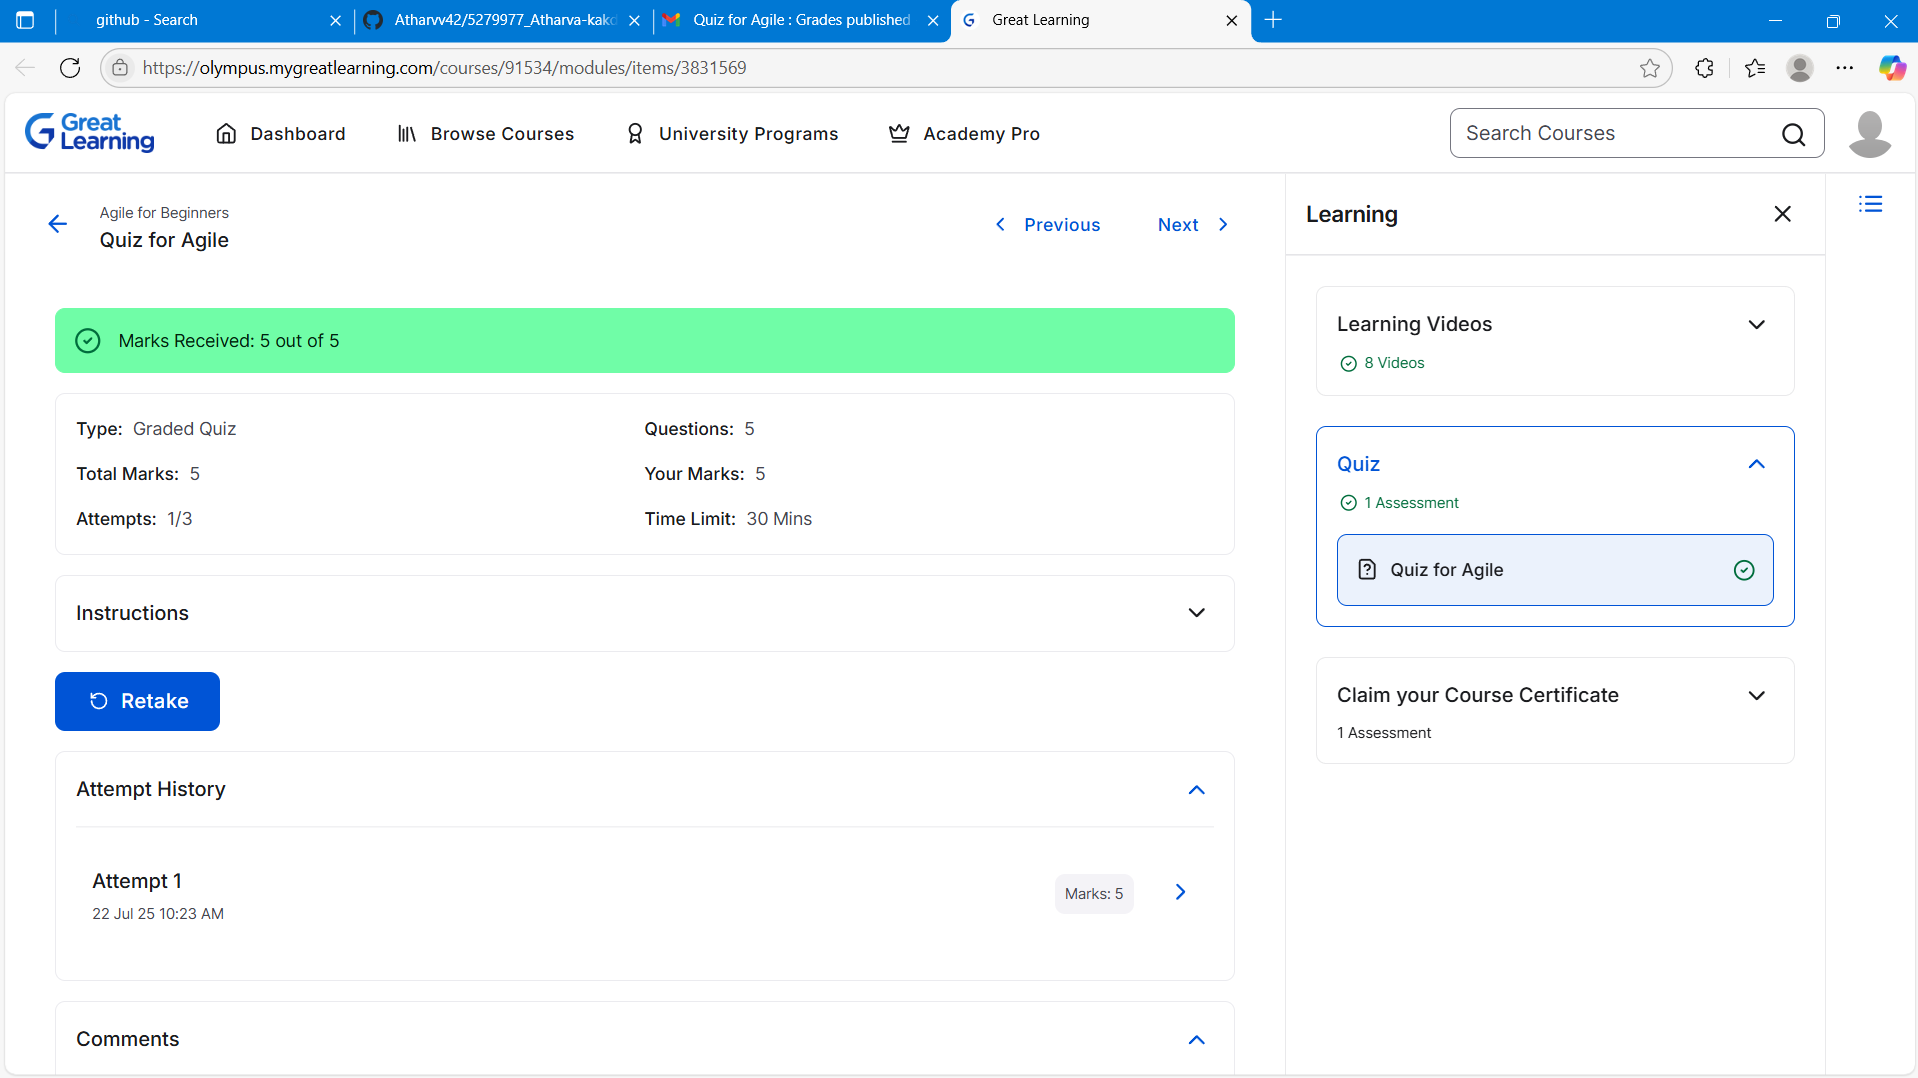 github - Search
Atharvv42/5279977_Atharva-kakd
Quiz for Agile : Grades published
Great Learning
https://olympus.mygreatlearning.com/courses/91534/modules/items/3831569
Great Learning
Dashboard
Browse Courses
University Programs
Academy Pro
Search Courses
Agile for Beginners
Quiz for Agile
Previous
Next
Marks Received: 5 out of 5
Type: Graded Quiz
Questions: 5
Total Marks: 5
Your Marks: 5
Attempts: 1/3
Time Limit: 30 Mins
Instructions
Retake
Attempt History
Attempt 1
22 Jul 25 10:23 AM
Marks: 5
Comments
Learning
Learning Videos
8 Videos
Quiz
1 Assessment
Quiz for Agile
Claim your Course Certificate
1 Assessment